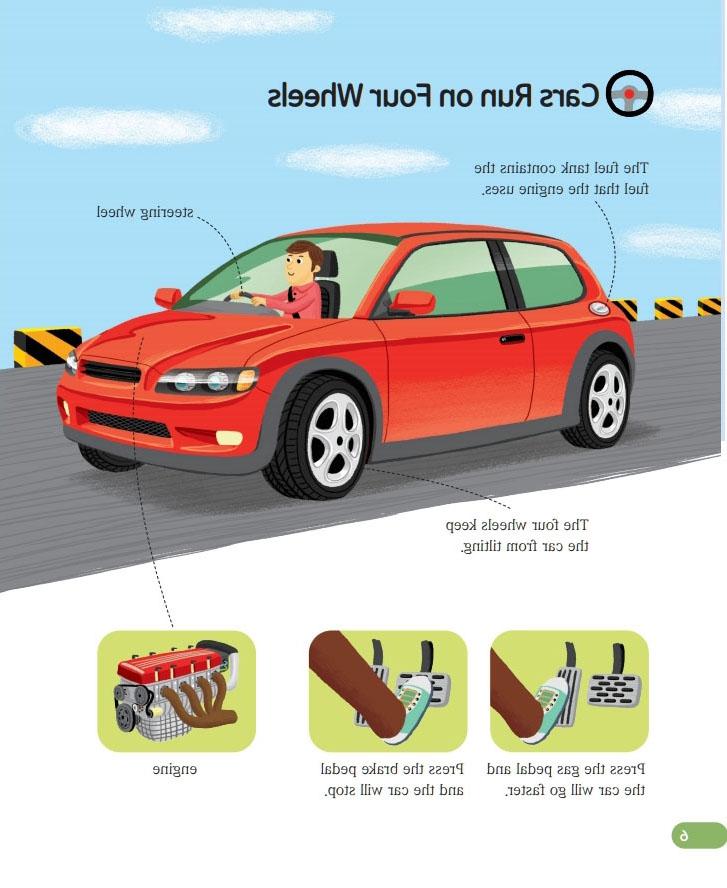 Cars Run on Four Wheels
The fuel tank contains the
fuel that the engine uses.
steering wheel
The four wheels keep
the car from tilting.
Press the gas pedal and
the car will go faster.
Press the brake pedal
and the car will stop.
engine
6